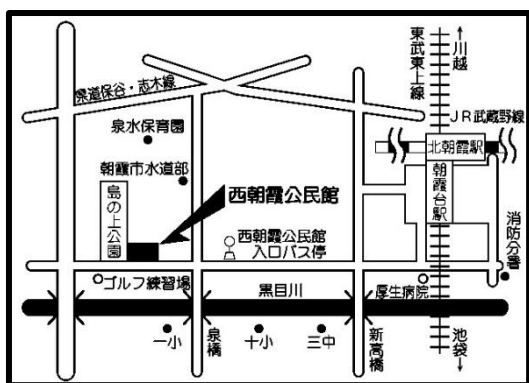 東武東上線
↑川越
県道保谷・志木線
JR武蔵野線
泉水保育園
北朝霞駅
朝霞市水道部
朝霞台駅
西朝霞公民館
島の上公園
西朝霞公民館
入口バス停
消防分署
ゴルフ練習場
黒目川
厚生病院
一小
泉橋
十小
三中
新高橋
池袋↓